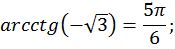 arcctg(−√3) = 5π/6;